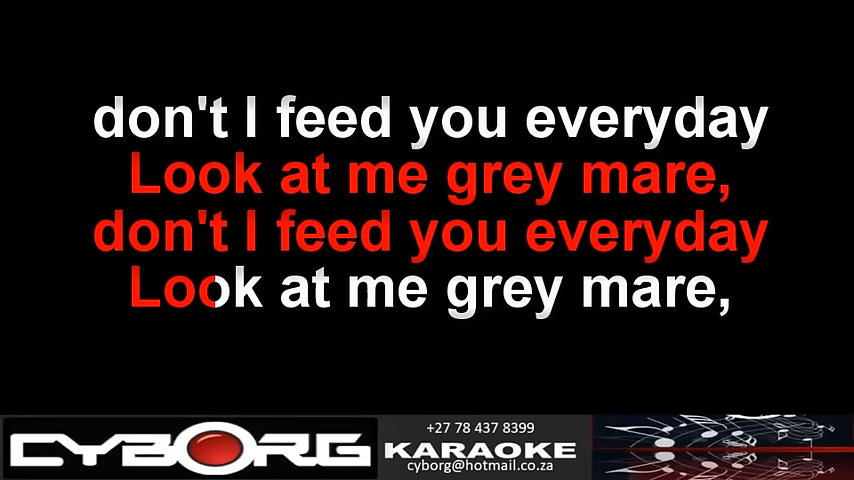 don't I feed you everyday
Look at me grey mare,
don't I feed you everyday
Look at me grey mare,
CYBORG
+27 78 437 8399
KARAOKE
cyborg@hotmail.co.za